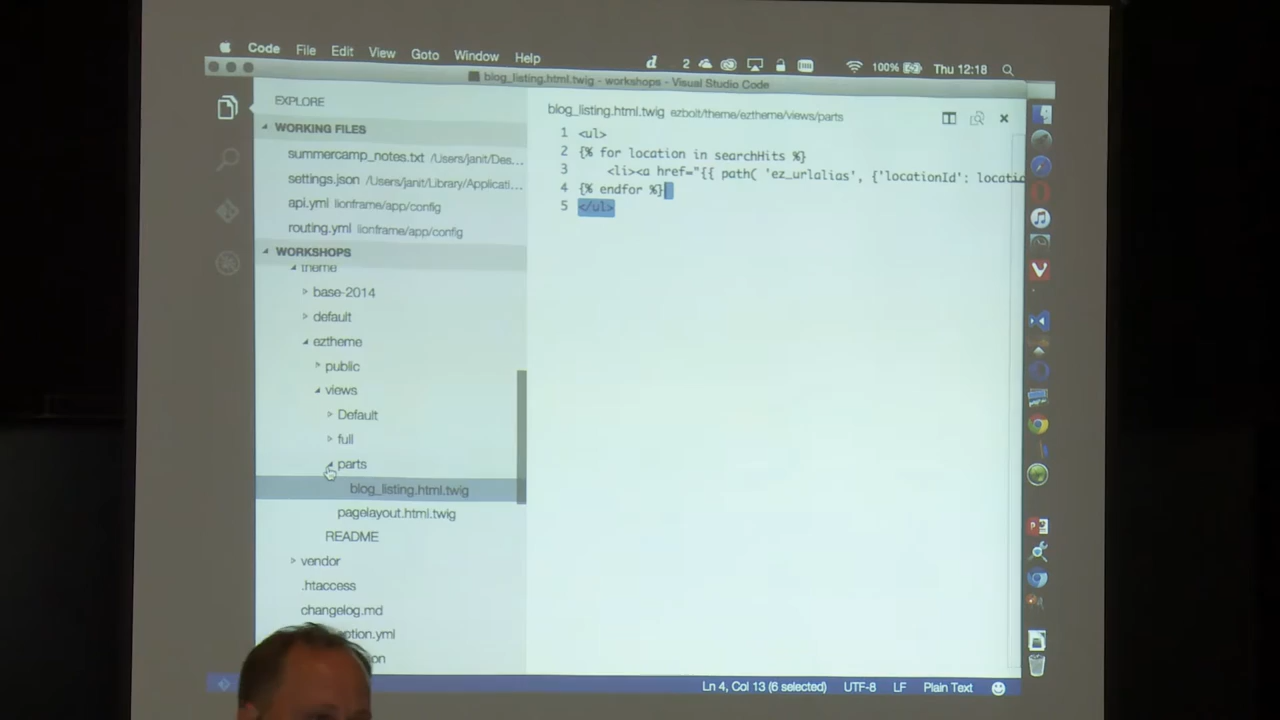 Code File Edit View Goto Window Help
2 100% Thu 12:18
blog_listing.html.twig - workshops - Visual Studio Code
EXPLORE
WORKING FILES
summercamp_notes.txt /Users/janit/Des...
settings.json /Users/janit/Library/Applicati...
api.yml lionframe/app/config
routing.yml lionframe/app/config
WORKSHOPS
theme
base-2014
default
eztheme
public
views
Default
full
parts
blog_listing.html.twig
pagelayout.html.twig
README
vendor
.htaccess
changelog.md
blog_listing.html.twig ezbolt/theme/eztheme/views/parts
1 <ul>
2 {% for location in searchHits %}
3 <li><a href="{{ path( 'ez_urlalias', {'locationId': locatio
4 {% endfor %}
5 </ul>
Ln 4, Col 13 (6 selected) UTF-8 LF Plain Text